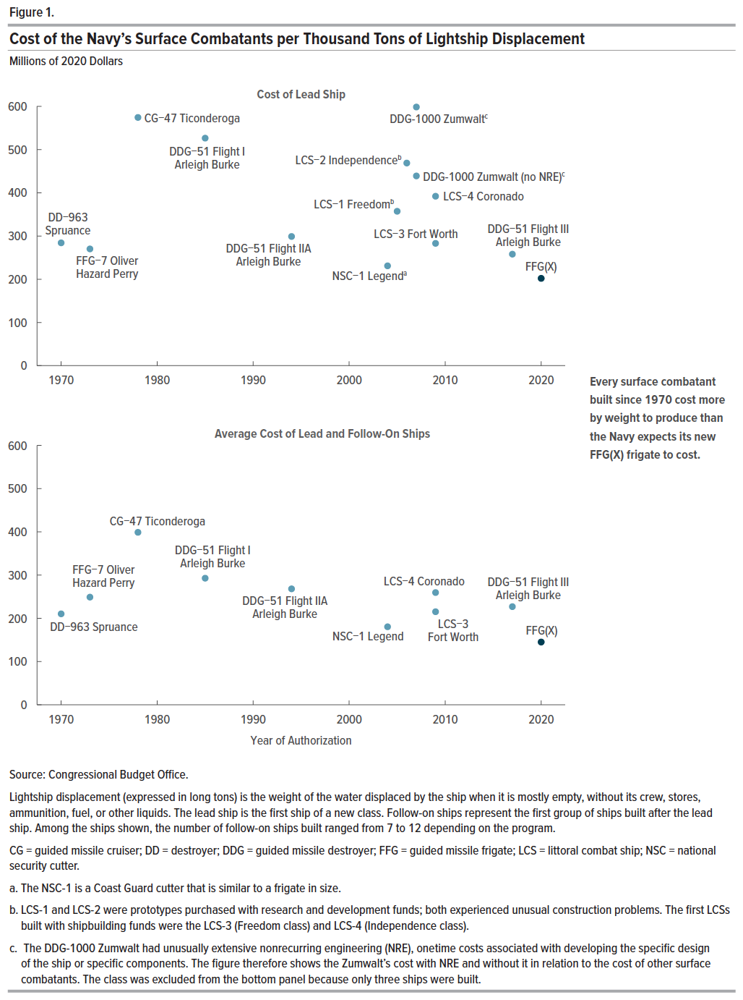 Figure 1.
Cost of the Navy’s Surface Combatants per Thousand Tons of Lightship Displacement
Millions of 2020 Dollars
Cost of Lead Ship
600
500
400
300
200
100
0
CG–47 Ticonderoga
DDG-1000 Zumwaltᶜ
DDG–51 Flight I
Arleigh Burke
LCS–2 Independenceᵇ
DDG-1000 Zumwalt (no NRE)ᶜ
LCS–4 Coronado
LCS–1 Freedomᵇ
DD–963
Spruance
LCS–3 Fort Worth
DDG–51 Flight III
Arleigh Burke
DDG–51 Flight IIA
Arleigh Burke
FFG–7 Oliver
Hazard Perry
NSC–1 Legendᵃ
FFG(X)
1970 1980 1990 2000 2010 2020
Every surface combatant
built since 1970 cost more
by weight to produce than
the Navy expects its new
FFG(X) frigate to cost.
Average Cost of Lead and Follow-On Ships
600
500
400
300
200
100
0
CG–47 Ticonderoga
DDG–51 Flight I
Arleigh Burke
FFG–7 Oliver
Hazard Perry
LCS–4 Coronado
DDG–51 Flight III
Arleigh Burke
DDG–51 Flight IIA
Arleigh Burke
DD–963 Spruance
LCS–3
Fort Worth
NSC–1 Legend
FFG(X)
1970 1980 1990 2000 2010 2020
Year of Authorization
Source: Congressional Budget Office.
Lightship displacement (expressed in long tons) is the weight of the water displaced by the ship when it is mostly empty, without its crew, stores,
ammunition, fuel, or other liquids. The lead ship is the first ship of a new class. Follow-on ships represent the first group of ships built after the lead
ship. Among the ships shown, the number of follow-on ships built ranged from 7 to 12 depending on the program.
CG = guided missile cruiser; DD = destroyer; DDG = guided missile destroyer; FFG = guided missile frigate; LCS = littoral combat ship; NSC = national
security cutter.
a. The NSC-1 is a Coast Guard cutter that is similar to a frigate in size.
b. LCS-1 and LCS-2 were prototypes purchased with research and development funds; both experienced unusual construction problems. The first LCSs
built with shipbuilding funds were the LCS-3 (Freedom class) and LCS-4 (Independence class).
c. The DDG-1000 Zumwalt had unusually extensive nonrecurring engineering (NRE), onetime costs associated with developing the specific design
of the ship or specific components. The figure therefore shows the Zumwalt’s cost with NRE and without it in relation to the cost of other surface
combatants. The class was excluded from the bottom panel because only three ships were built.